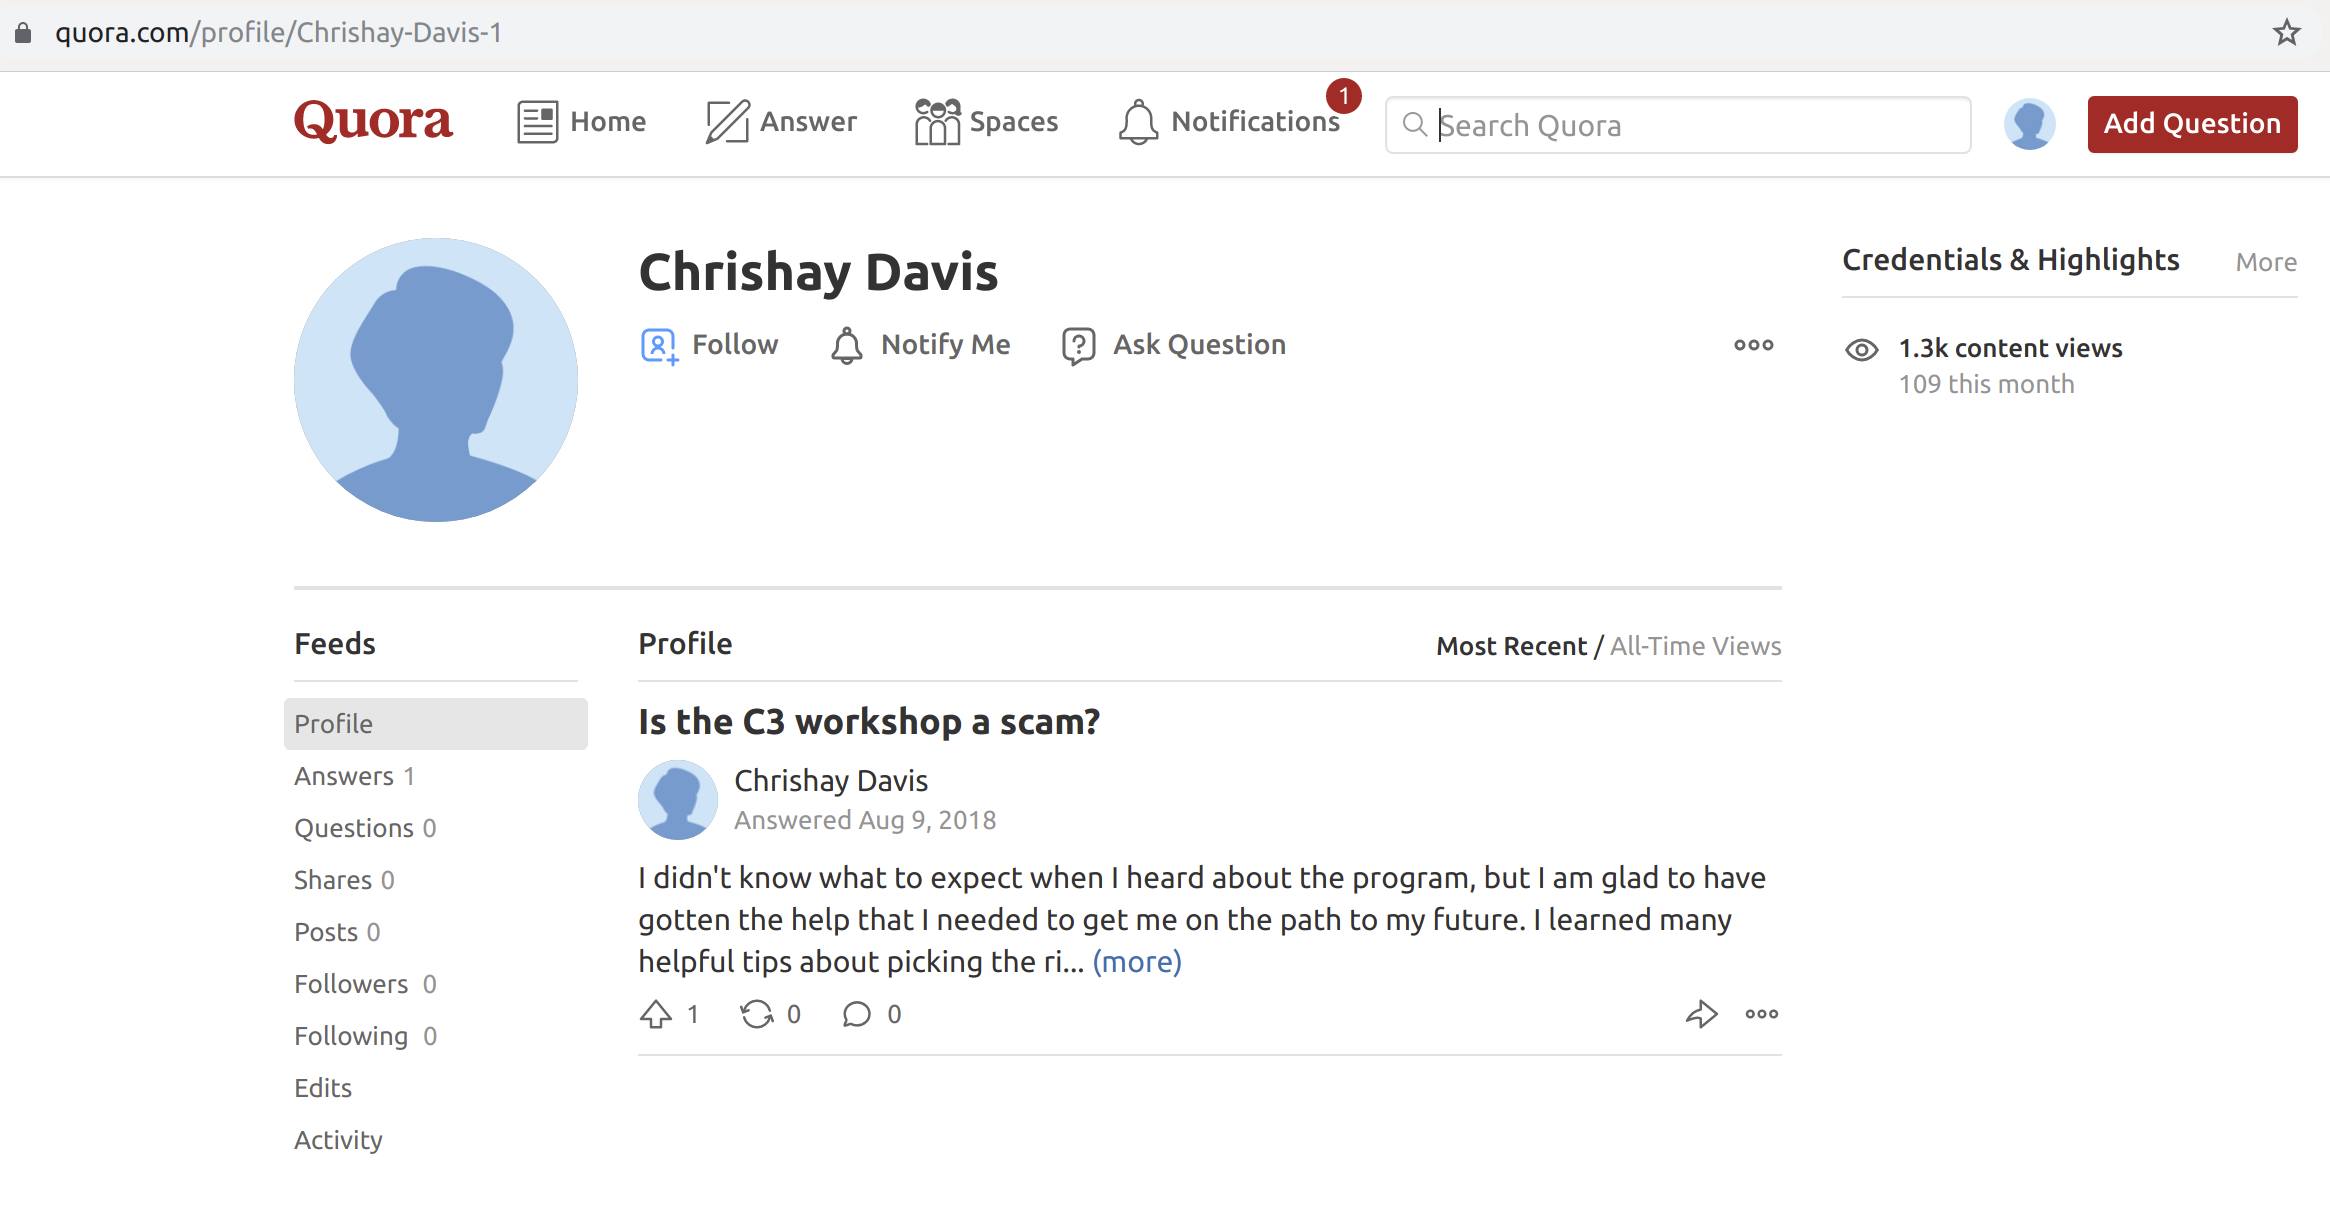 quora.com/profile/Chrishay-Davis-1
Quora
Home
Answer
Spaces
Notifications
1
Search Quora
Add Question
Chrishay Davis
Follow
Notify Me
Ask Question
Credentials & Highlights
More
1.3k content views
109 this month
Feeds
Profile
Answers 1
Questions 0
Shares 0
Posts 0
Followers 0
Following 0
Edits
Activity
Profile
Most Recent / All-Time Views
Is the C3 workshop a scam?
Chrishay Davis
Answered Aug 9, 2018
I didn't know what to expect when I heard about the program, but I am glad to have
gotten the help that I needed to get me on the path to my future. I learned many
helpful tips about picking the ri... (more)
1
0
0